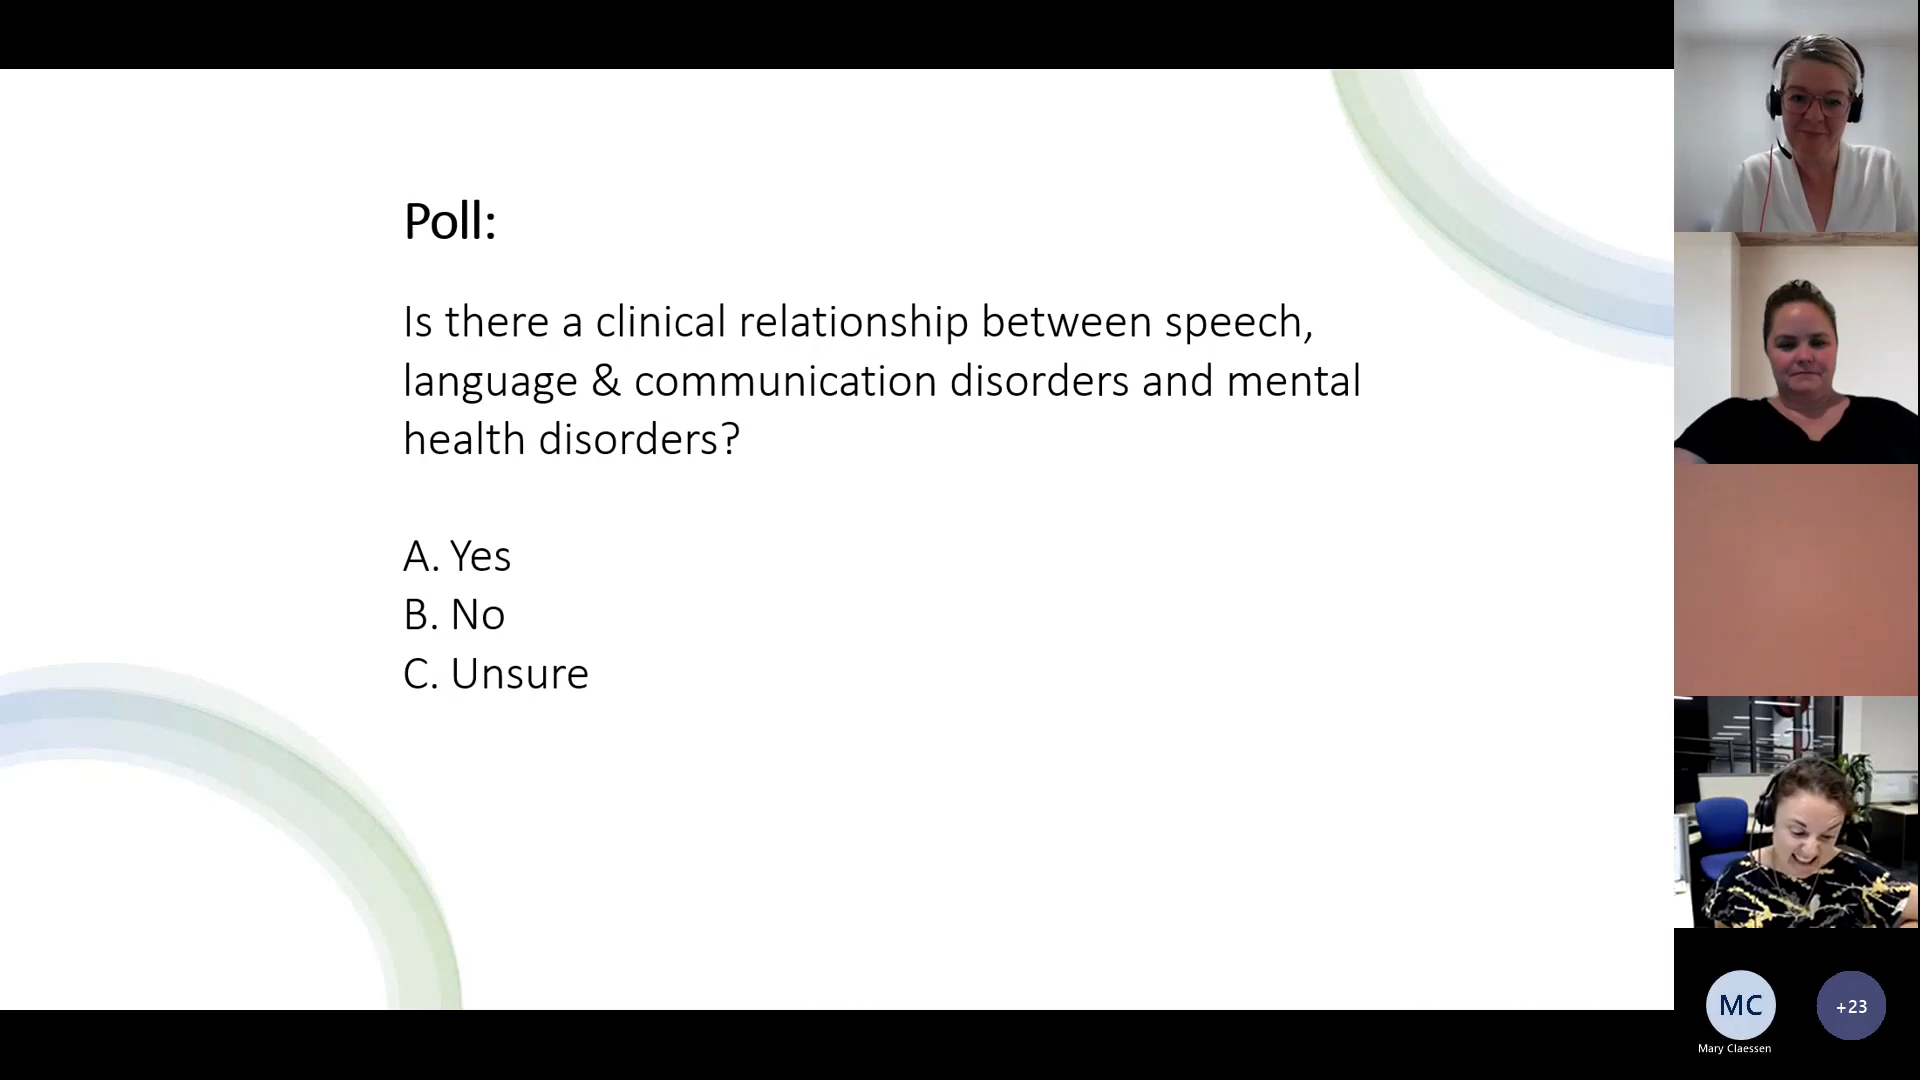 Poll:
Is there a clinical relationship between speech,
language & communication disorders and mental
health disorders?
A. Yes
B. No
C. Unsure
MC
+23
Mary Claessen